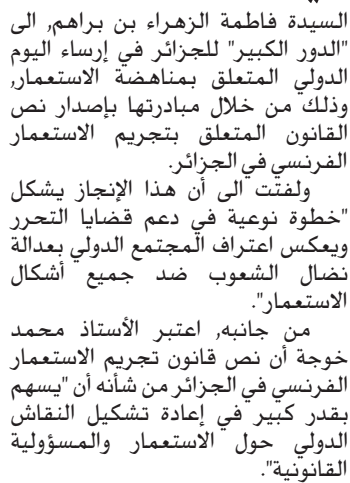 السيدة فاطمة الزهراء بن براهم, الى
"الدور الكبير" للجزائر في إرساء اليوم
الدولي المتعلق بمناهضة الاستعمار,
وذلك من خلال مبادرتها بإصدار نص
القانون المتعلق بتجريم الاستعمار
الفرنسي في الجزائر.
ولفتت الى أن هذا الإنجاز يشكل
"خطوة نوعية في دعم قضايا التحرر
ويعكس اعتراف المجتمع الدولي بعدالة
نضال الشعوب ضد جميع أشكال
الاستعمار".
من جانبه, اعتبر الأستاذ محمد
خوجة أن نص قانون تجريم الاستعمار
الفرنسي في الجزائر من شأنه أن "يسهم
بقدر كبير في إعادة تشكيل النقاش
الدولي حول الاستعمار والمسؤولية
القانونية".